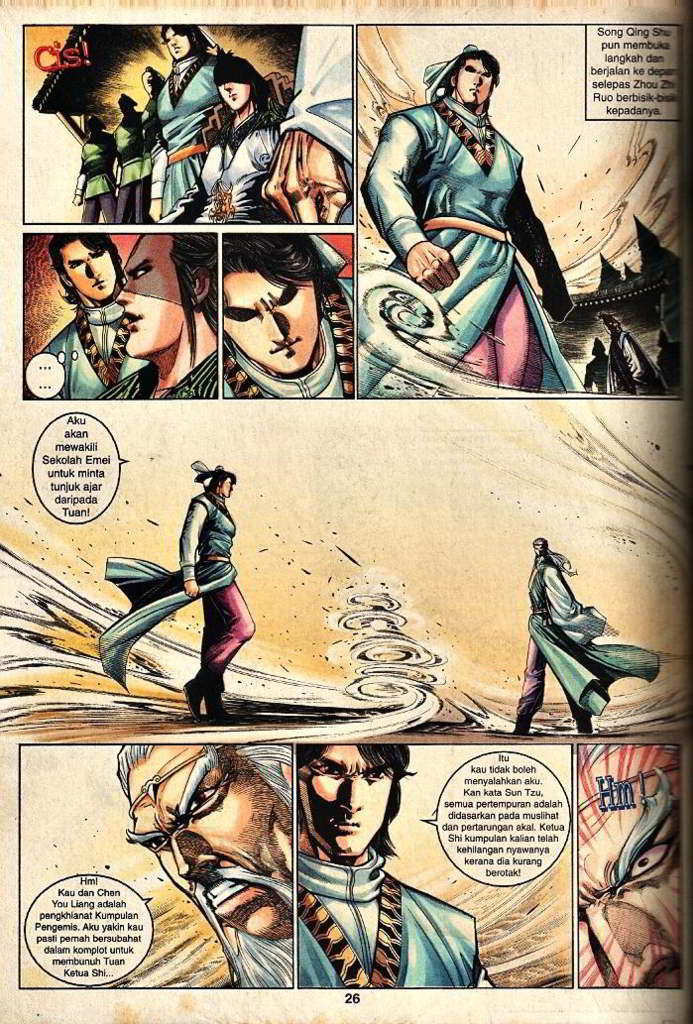 Cis!
Song Qing Shu
pun membuka
langkah dan
berjalan ke depan
selepas Zhou Zhi
Ruo berbisik-bisik
kepadanya.
...
...
Aku
akan
mewakili
Sekolah Emei
untuk minta
tunjuk ajar
daripada
Tuan!
Hm!
Kau dan Chen
You Liang adalah
pengkhianat Kumpulan
Pengemis. Aku yakin kau
pasti pernah bersubahat
dalam komplot untuk
membunuh Tuan
Ketua Shi...
Itu
kau tidak boleh
menyalahkan aku.
Kan kata Sun Tzu,
semua pertempuran adalah
didasarkan pada muslihat
dan pertarungan akal. Ketua
Shi kumpulan kalian telah
kehilangan nyawanya
kerana dia kurang
berotak!
Hm!
26